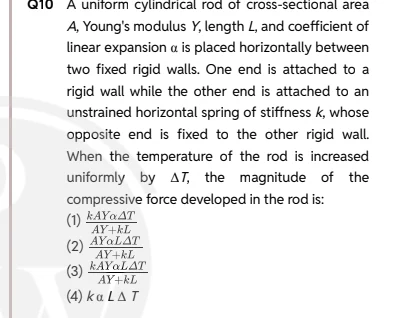 Q10 A uniform cylindrical rod of cross-sectional area
A, Young's modulus Y, length L, and coefficient of
linear expansion α is placed horizontally between
two fixed rigid walls. One end is attached to a
rigid wall while the other end is attached to an
unstrained horizontal spring of stiffness k, whose
opposite end is fixed to the other rigid wall.
When the temperature of the rod is increased
uniformly by ΔT, the magnitude of the
compressive force developed in the rod is:
(1) kAYαΔT / AY+kL
(2) AYαLΔT / AY+kL
(3) kAYαLΔT / AY+kL
(4) k α L Δ T